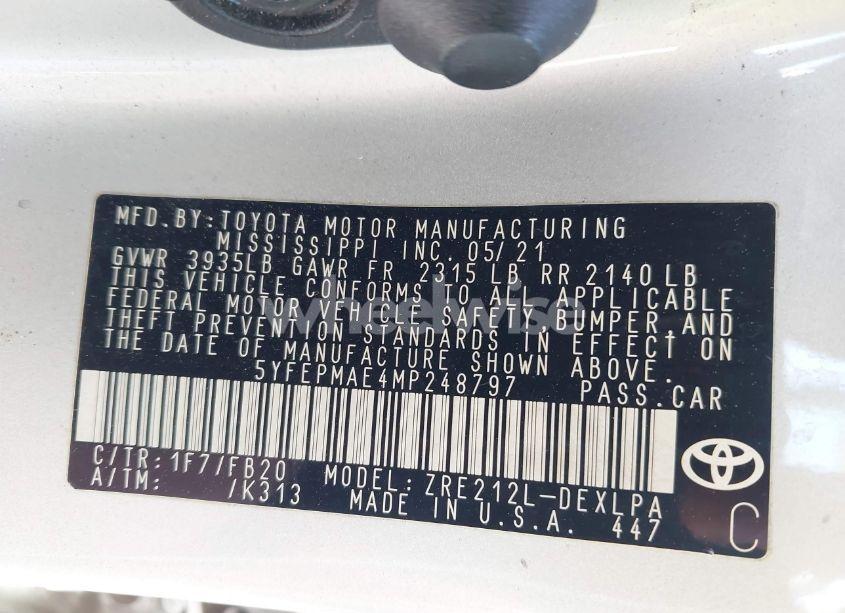 MFD.BY:TOYOTA MOTOR MANUFACTURING
MISSISSIPPI INC. 05/21
GVWR 3935LB GAWR FR 2315 LB RR 2140 LB
THIS VEHICLE CONFORMS TO ALL APPLICABLE
FEDERAL MOTOR VEHICLE SAFETY,BUMPER,AND
THEFT PREVENTION STANDARDS IN EFFECT ON
THE DATE OF MANUFACTURE SHOWN ABOVE.
5YFEPMAE4MP248797 PASS.CAR
C/TR:1F7/FB20 MODEL:ZRE212L-DEXLPA
A/TM: /K313 MADE IN U.S.A. 447
C
wheelwise